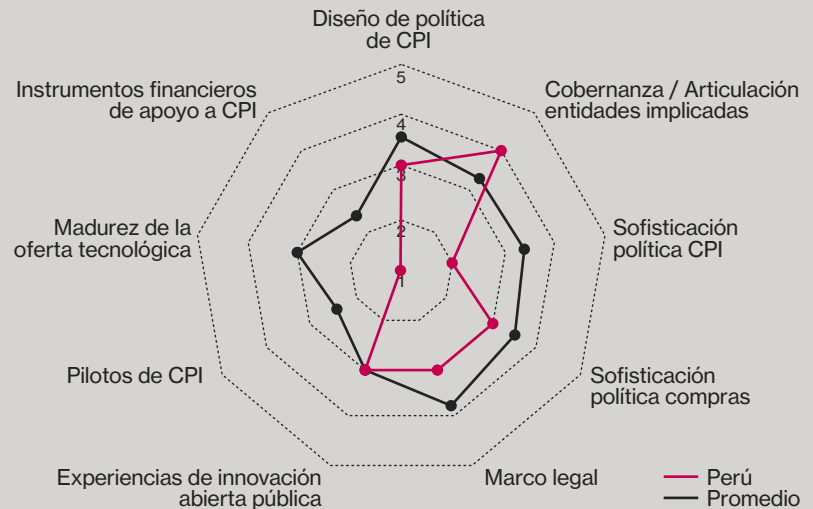 Diseño de política
de CPI
Instrumentos financieros
de apoyo a CPI
Cobernanza / Articulación
entidades implicadas
5
4
3
2
1
Madurez de la
oferta tecnológica
Sofisticación
política CPI
Pilotos de CPI
Sofisticación
política compras
Experiencias de innovación
abierta pública
Marco legal
Perú
Promedio